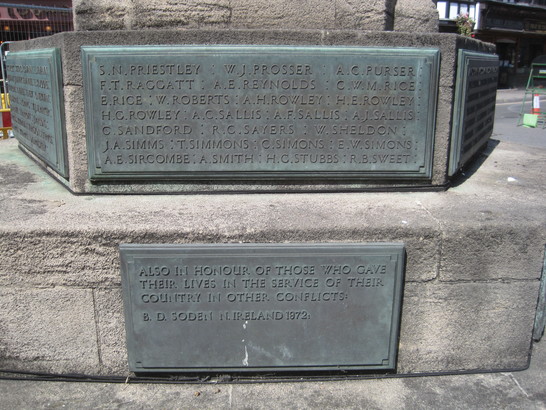 S.N. PRIESTLEY : W.J. PROSSER : A.C. PURSER
F.T. RAGGATT : A.E. REYNOLDS : C.W.M. RICE
E. RICE : W. ROBERTS : A.H. ROWLEY : H.E. ROWLEY
H.G. ROWLEY : A.C. SALLIS : A.F. SALLIS : A.J. SALLIS
C. SANDFORD : R.G. SAYERS : W. SHELDON :
J.A. SIMMS : T. SIMMONS : C. SIMONS : E.W. SIMONS
A.E. SIRCOMBE : A. SMITH : H.G. STUBBS : R.B. SWEET
ALSO IN HONOUR OF THOSE WHO GAVE
THEIR LIVES IN THE SERVICE OF THEIR
COUNTRY IN OTHER CONFLICTS:
B. D. SODEN N. IRELAND 1972: